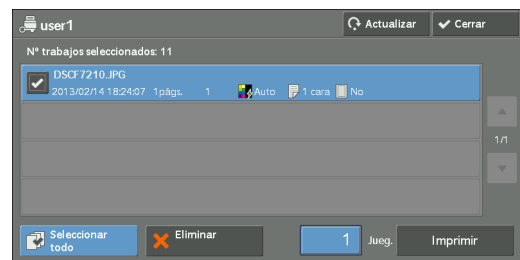 user1
Actualizar
Cerrar
Nº trabajos seleccionados: 11
DSCF7210.JPG
2013/02/14 18:24:07 1págs. 1 Auto 1 cara No
1/1
Seleccionar
todo
Eliminar
1 Jueg.
Imprimir